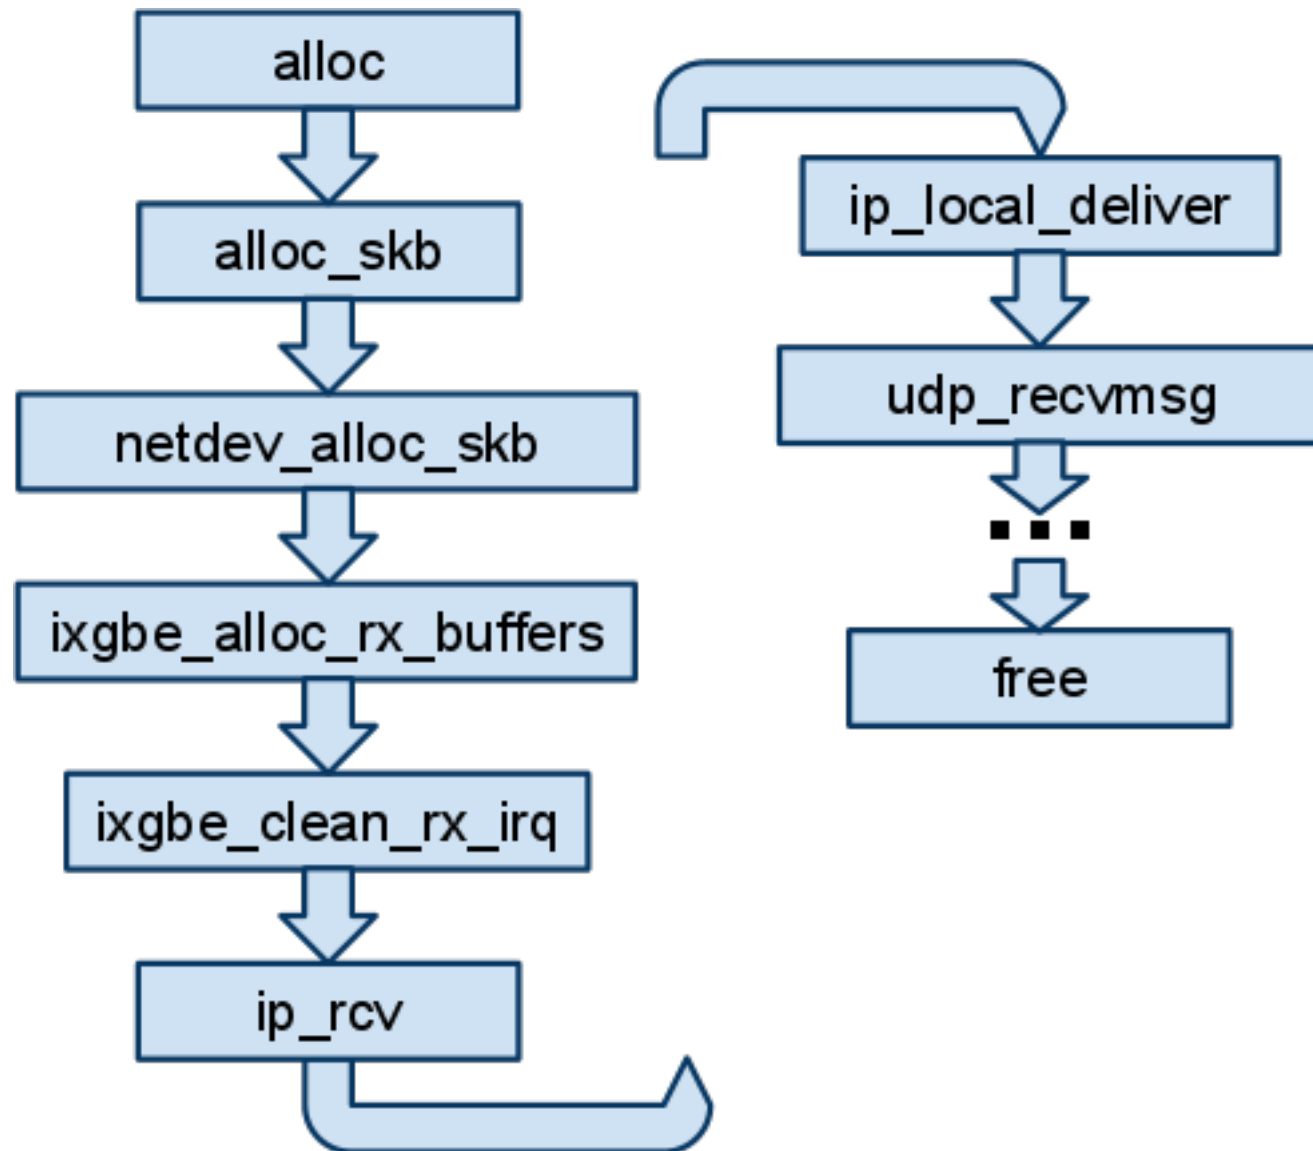 alloc
alloc_skb
netdev_alloc_skb
ixgbe_alloc_rx_buffers
ixgbe_clean_rx_irq
ip_rcv
ip_local_deliver
udp_recvmsg
...
free